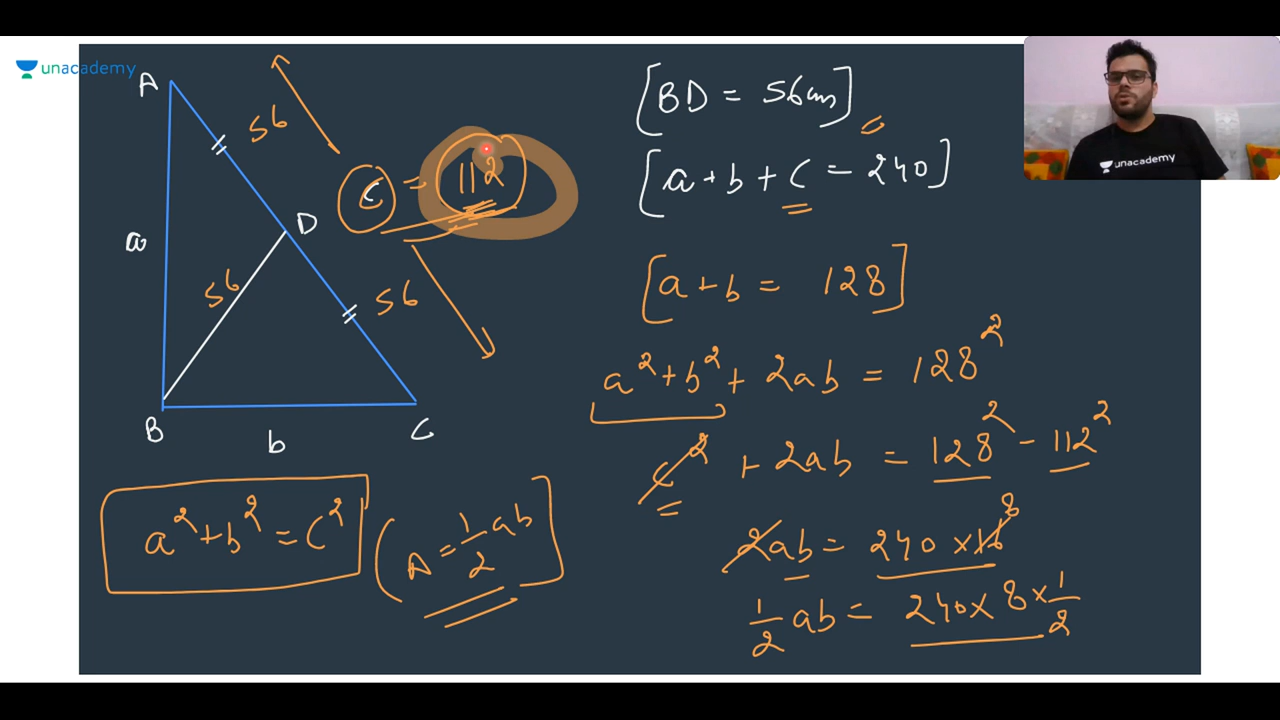 unacademy
A
56
a
D
56
56
B
b
C
C = 112
[BD = 56cm]
[a+b+c = 240]
[a+b = 128]
a²+b²+ 2ab = 128²
c² + 2ab = 128² - 112²
2ab = 240 × 16 8
1/2 ab = 240 × 8 × 1/2
a²+b² = c²
(A = 1/2 ab]
unacademy